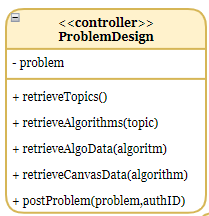 <<controller>>
ProblemDesign
- problem
+ retrieveTopics()
+ retrieveAlgorithms(topic)
+ retrieveAlgoData(algoritm)
+ retrieveCanvasData(algorithm)
+ postProblem(problem,authID)